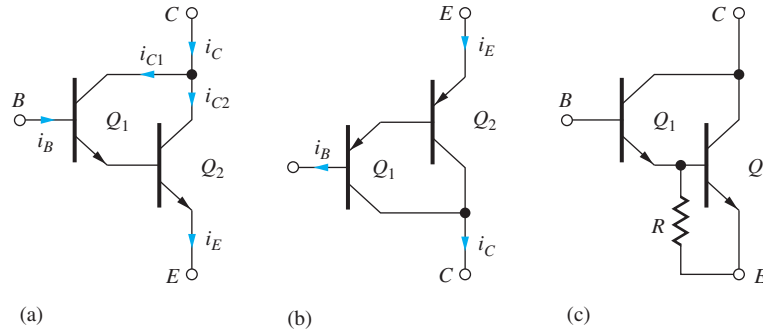 C
i_C1
i_C
i_C2
B
i_B
Q_1
Q_2
i_E
E
(a)
E
i_E
Q_2
i_B
Q_1
i_C
C
(b)
C
B
Q_1
Q
R
E
(c)